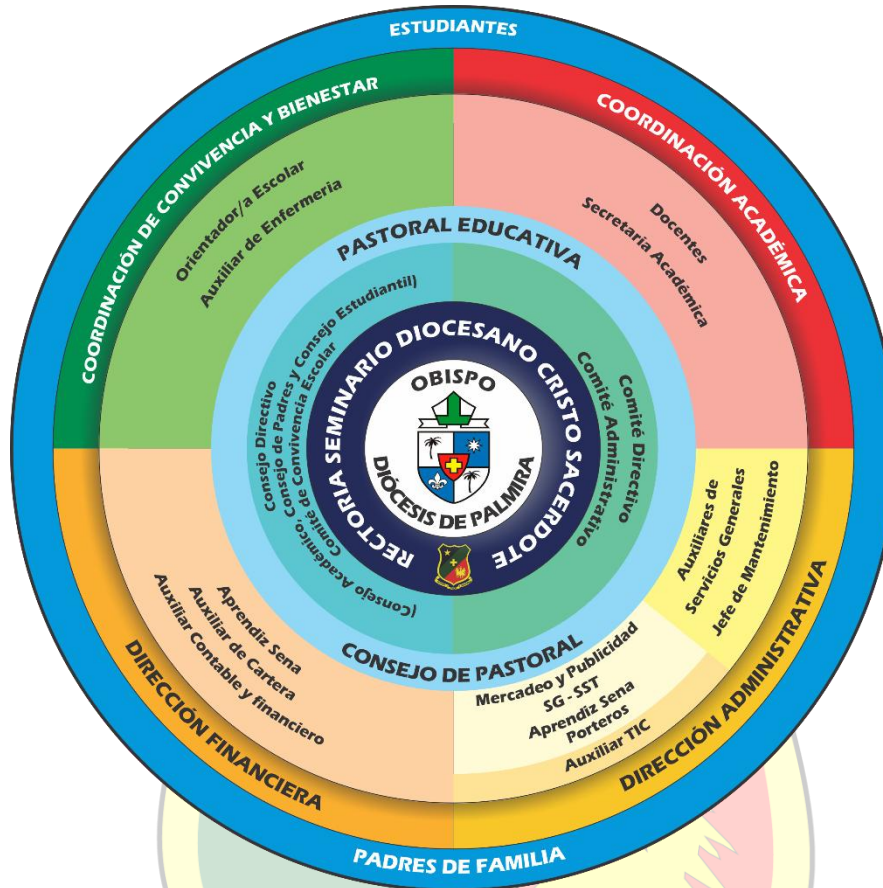 ESTUDIANTES
COORDINACIÓN DE CONVIVENCIA Y BIENESTAR
Orientador/a Escolar
Auxiliar de Enfermeria
COORDINACIÓN ACADÉMICA
Docentes
Secretaria Académica
PASTORAL EDUCATIVA
Consejo Directivo
(Consejo Académico, Consejo de Padres y Consejo Estudiantil)
Comité de Convivencia Escolar
Comité Directivo
Comité Administrativo
RECTORIA SEMINARIO DIOCESANO CRISTO SACERDOTE
OBISPO
DIÓCESIS DE PALMIRA
CONSEJO DE PASTORAL
DIRECCIÓN FINANCIERA
Aprendiz Sena
Auxiliar de Cartera
Auxiliar Contable y financiero
DIRECCIÓN ADMINISTRATIVA
Auxiliares de
Servicios Generales
Jefe de Mantenimiento
Mercadeo y Publicidad
SG - SST
Aprendiz Sena
Porteros
Auxiliar TIC
PADRES DE FAMILIA